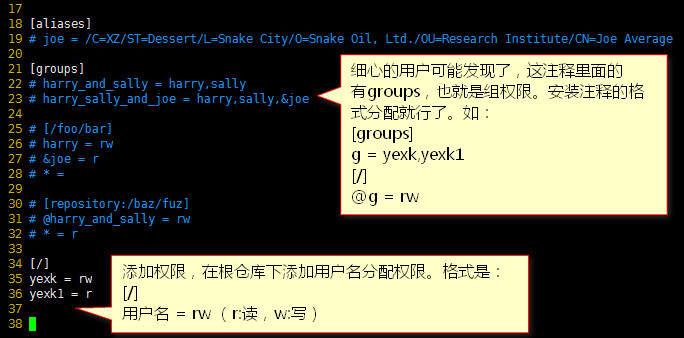 17
18 [aliases]
19 # joe = /C=XZ/ST=Dessert/L=Snake City/O=Snake Oil, Ltd./OU=Research Institute/CN=Joe Average
20
21 [groups]
22 # harry_and_sally = harry,sally
23 # harry_sally_and_joe = harry,sally,&joe
24
25 # [/foo/bar]
26 # harry = rw
27 # &joe = r
28 # * =
29
30 # [repository:/baz/fuz]
31 # @harry_and_sally = rw
32 # * = r
33
34 [/]
35 yexk = rw
36 yexk1 = r
37
38
细心的用户可能发现了，这注释里面的
有groups，也就是组权限。安装注释的格
式分配就行了。如：
[groups]
g = yexk,yexk1
[/]
@g = rw
添加权限，在根仓库下添加用户名分配权限。格式是：
[/]
用户名 = rw （ r:读，w:写 ）